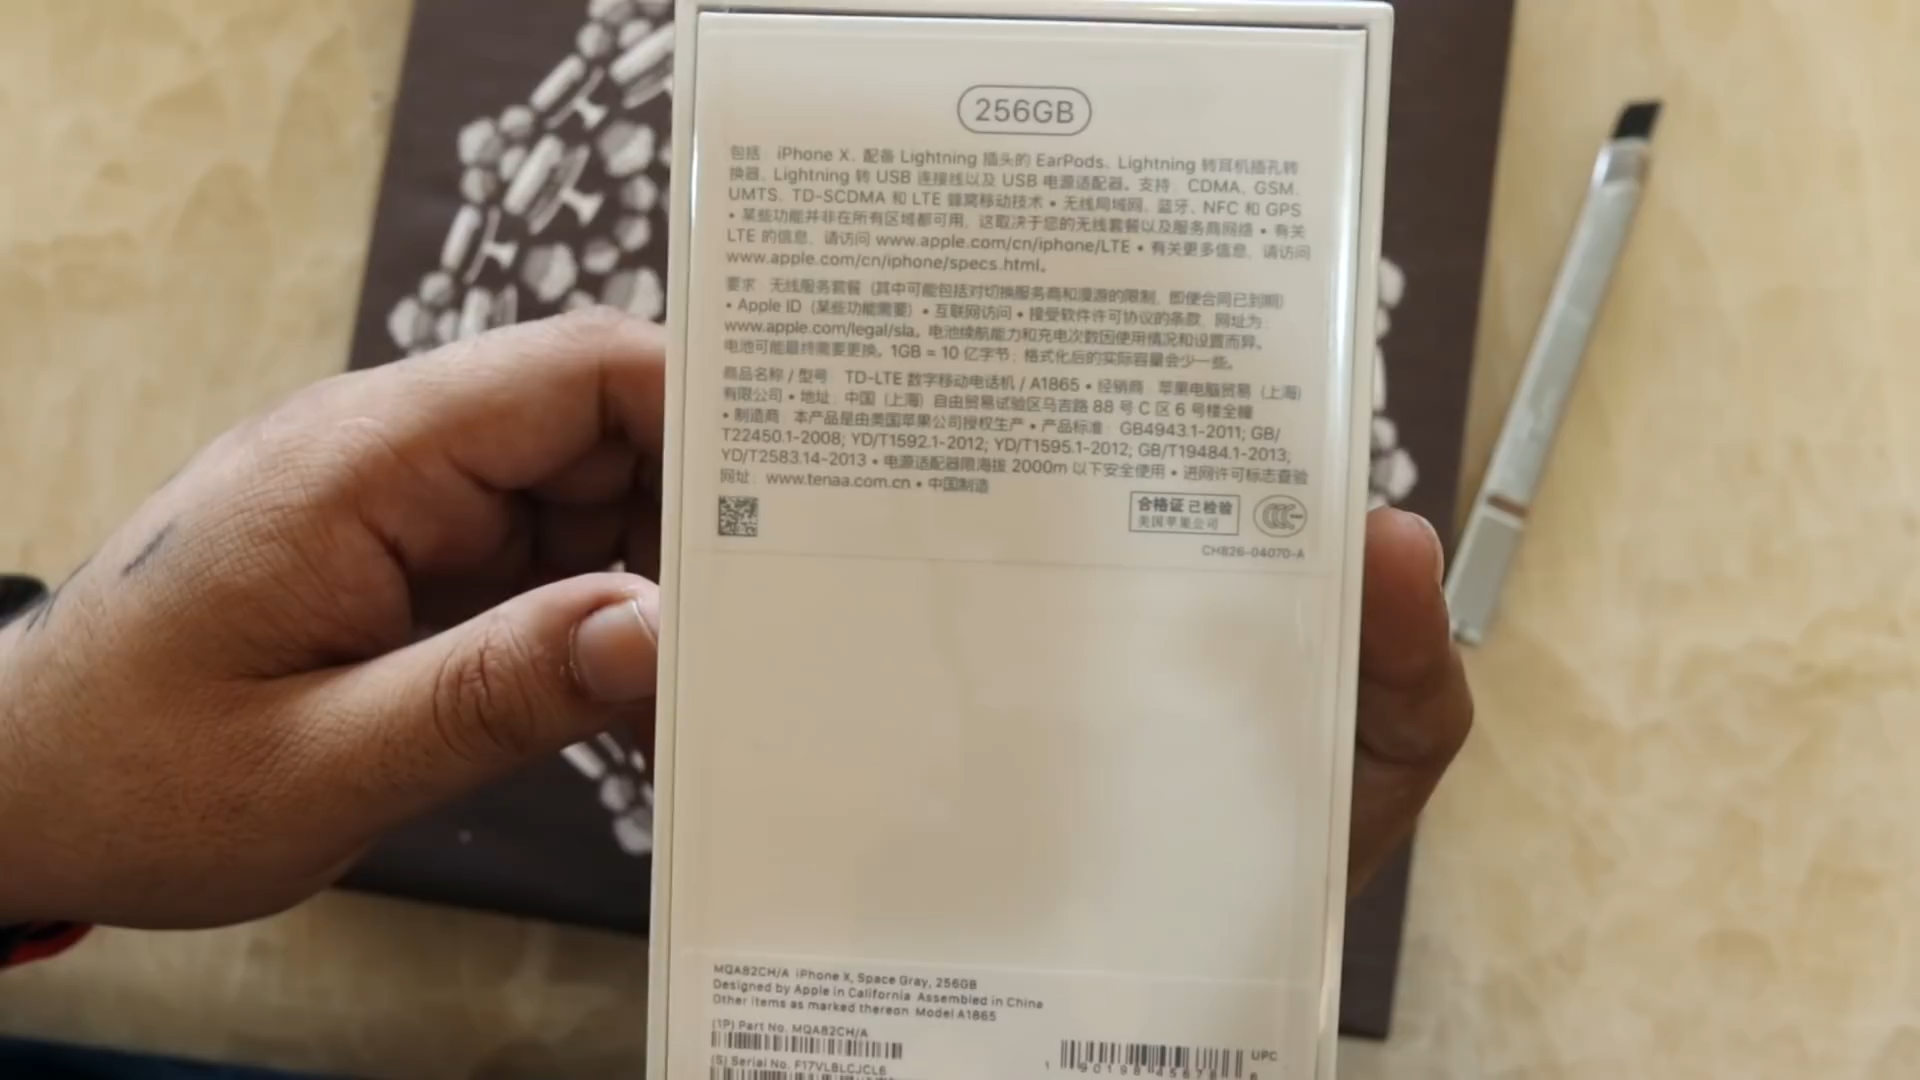 256GB
包括：iPhone X、配备 Lightning 插头的 EarPods、Lightning 转耳机插孔转
换器、Lightning 转 USB 连接线以及 USB 电源适配器。支持：CDMA、GSM、
UMTS、TD-SCDMA 和 LTE 蜂窝移动技术 • 无线局域网、蓝牙、NFC 和 GPS
• 某些功能并非在所有区域都可用，这取决于您的无线套餐以及服务商网络 • 有关
LTE 的信息，请访问 www.apple.com/cn/iphone/LTE • 有关更多信息，请访问
www.apple.com/cn/iphone/specs.html。
要求：无线服务套餐（其中可能包括对切换服务商和漫游的限制，即使合同已到期）
• Apple ID（某些功能需要）• 互联网访问 • 接受软件许可协议的条款，网址为：
www.apple.com/legal/sla。电池续航能力和充电次数因使用情况和设置而异。
电池可能最终需要更换。1GB = 10 亿字节；格式化后的实际容量会少一些。
商品名称 / 型号：TD-LTE 数字移动电话机 / A1865 • 经销商：苹果电脑贸易（上海）
有限公司 • 地址：中国（上海）自由贸易试验区马吉路 88 号 C 区 6 号楼全幢
• 制造商：本产品是由美国苹果公司授权生产 • 产品标准：GB4943.1-2011; GB/
T22450.1-2008; YD/T1592.1-2012; YD/T1595.1-2012; GB/T19484.1-2013;
YD/T2583.14-2013 • 电源适配器限海拔 2000m 以下安全使用 • 进网许可标志查验
网址：www.tenaa.com.cn • 中国制造
合格证 已检验
美国苹果公司
CCC
CH826-04070-A
MQA82CH/A iPhone X, Space Gray, 256GB
Designed by Apple in California Assembled in China
Other items as marked thereon Model A1865
(1P) Part No. MQA82CH/A
(S) Serial No. F17VLBLCJCL6
UPC
1 90198 45678 6